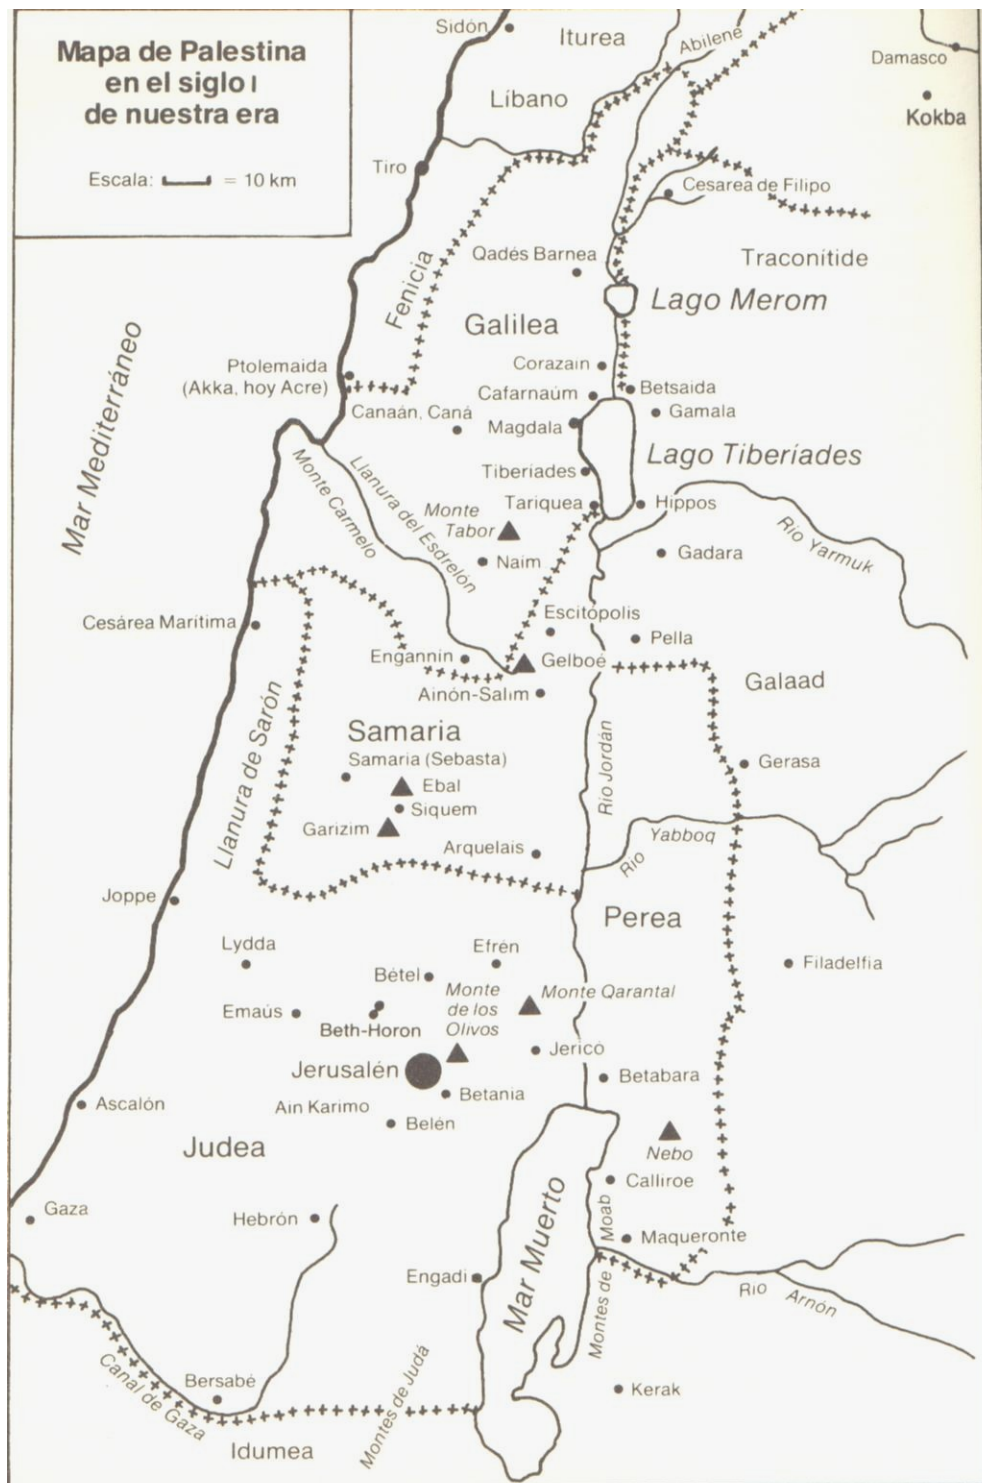 Mapa de Palestina
en el siglo I
de nuestra era
Escala: = 10 km
Sidón
Iturea
Abilene
Damasco
Kokba
Líbano
Tiro
Cesarea de Filipo
Fenicia
Qadés Barnea
Traconítide
Lago Merom
Galilea
Mar Mediterráneo
Ptolemaida
(Akka, hoy Acre)
Corazain
Betsaida
Cafarnaúm
Gamala
Canaán, Caná
Magdala
Lago Tiberíades
Tiberíades
Monte Carmelo
Llanura del Esdrelón
Tariquea
Hippos
Monte
Tabor
Río Yarmuk
Naim
Gadara
Escitópolis
Cesárea Marítima
Pella
Engannín
Gelboé
Ainón-Salim
Galaad
Llanura de Sarón
Samaria
Samaria (Sebasta)
Río Jordán
Gerasa
Ebal
Siquem
Garizim
Arquelais
Río Yabboq
Joppe
Perea
Lydda
Efrén
Bétel
Filadelfia
Monte
de los
Olivos
Monte Qarantal
Emaús
Beth-Horon
Jerusalén
Jericó
Betabara
Betania
Ain Karimo
Ascalón
Belén
Judea
Nebo
Calliroe
Mar Muerto
Montes de Moab
Gaza
Hebrón
Maqueronte
Engadi
Rio Arnón
Canal de Gaza
Bersabé
Montes de Judá
Kerak
Idumea